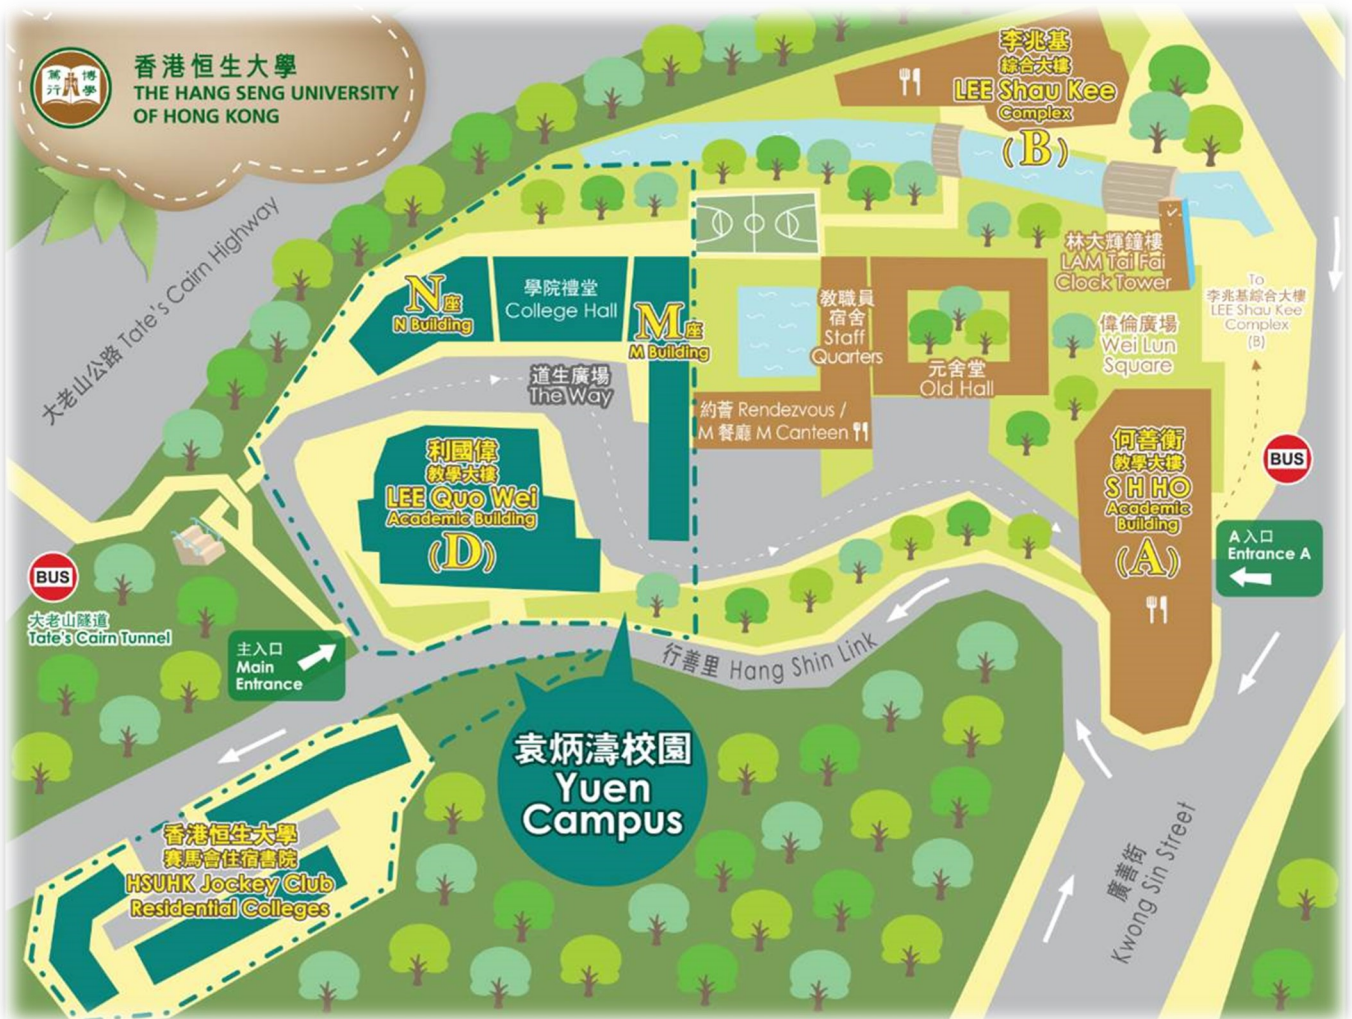 博學
篤行
香港恒生大學
THE HANG SENG UNIVERSITY
OF HONG KONG
李兆基
綜合大樓
LEE Shau Kee
Complex
(B)
大老山公路 Tate's Cairn Highway
林大輝鐘樓
LAM Tai Fai
Clock Tower
To
李兆基綜合大樓
LEE Shau Kee
Complex
(B)
N座
N Building
學院禮堂
College Hall
M座
M Building
教職員
宿舍
Staff
Quarters
元舍堂
Old Hall
偉倫廣場
Wei Lun
Square
道生廣場
The Way
約薈 Rendezvous /
M 餐廳 M Canteen
利國偉
教學大樓
LEE Quo Wei
Academic Building
(D)
何善衡
教學大樓
S H HO
Academic
Building
(A)
BUS
A 入口
Entrance A
BUS
大老山隧道
Tate's Cairn Tunnel
主入口
Main
Entrance
行善里 Hang Shin Link
袁炳濤校園
Yuen
Campus
香港恒生大學
賽馬會住宿書院
HSUHK Jockey Club
Residential Colleges
廣善街
Kwong Sin Street